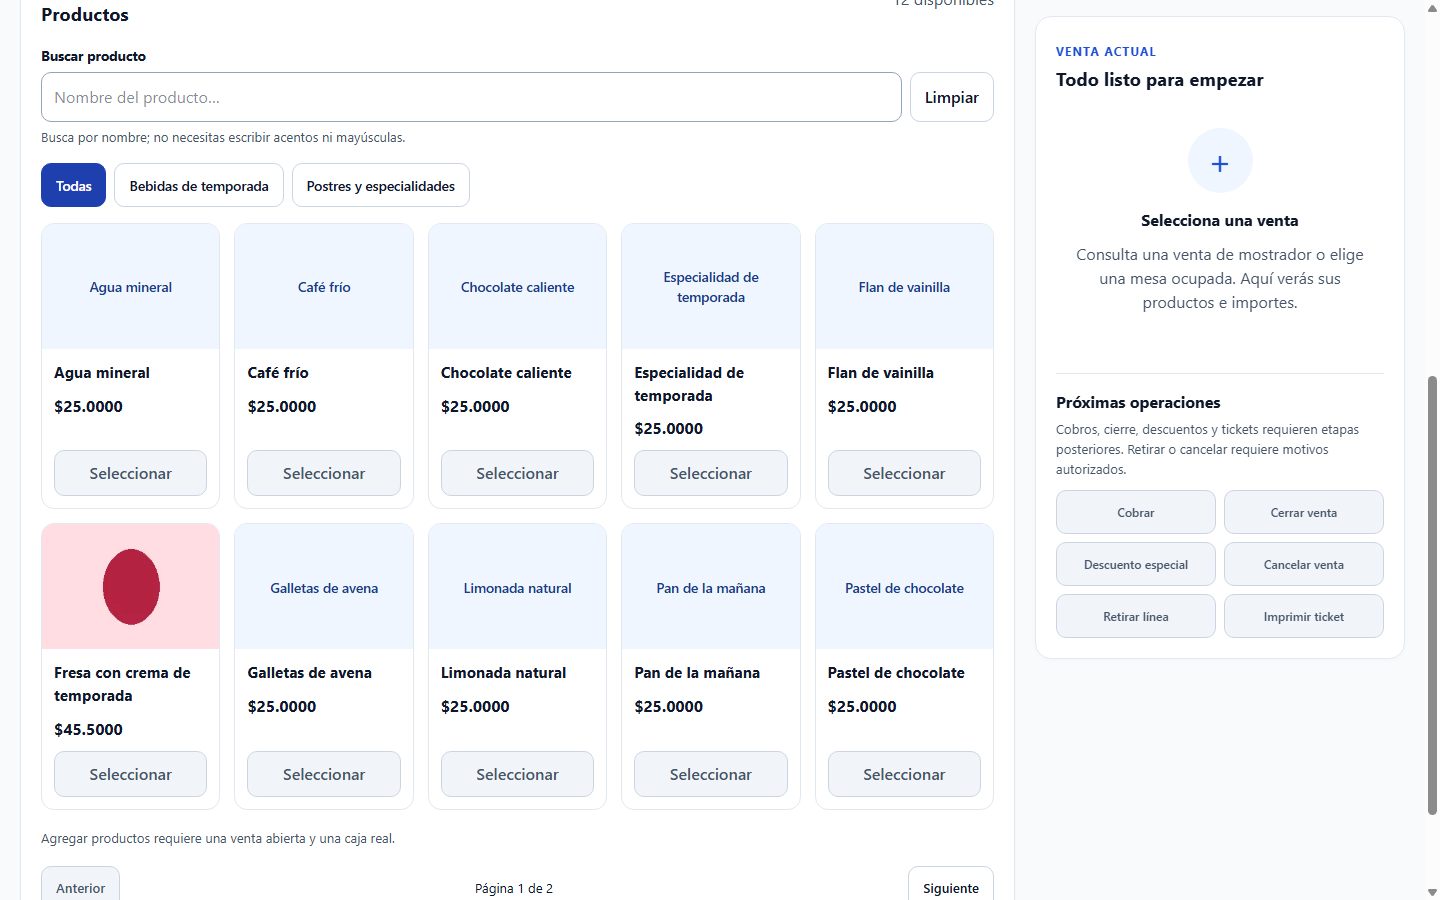 Productos
12 disponibles
Buscar producto
Nombre del producto...
Limpiar
Busca por nombre; no necesitas escribir acentos ni mayúsculas.
Todas
Bebidas de temporada
Postres y especialidades
Agua mineral
Café frío
Chocolate caliente
Especialidad de
temporada
Flan de vainilla
Agua mineral
$25.0000
Seleccionar
Café frío
$25.0000
Seleccionar
Chocolate caliente
$25.0000
Seleccionar
Especialidad de
temporada
$25.0000
Seleccionar
Flan de vainilla
$25.0000
Seleccionar
Fresa con crema de
temporada
$45.5000
Seleccionar
Galletas de avena
Galletas de avena
$25.0000
Seleccionar
Limonada natural
Limonada natural
$25.0000
Seleccionar
Pan de la mañana
Pan de la mañana
$25.0000
Seleccionar
Pastel de chocolate
Pastel de chocolate
$25.0000
Seleccionar
Agregar productos requiere una venta abierta y una caja real.
Anterior
Página 1 de 2
Siguiente
VENTA ACTUAL
Todo listo para empezar
+
Selecciona una venta
Consulta una venta de mostrador o elige
una mesa ocupada. Aquí verás sus
productos e importes.
Próximas operaciones
Cobros, cierre, descuentos y tickets requieren etapas
posteriores. Retirar o cancelar requiere motivos
autorizados.
Cobrar
Cerrar venta
Descuento especial
Cancelar venta
Retirar línea
Imprimir ticket